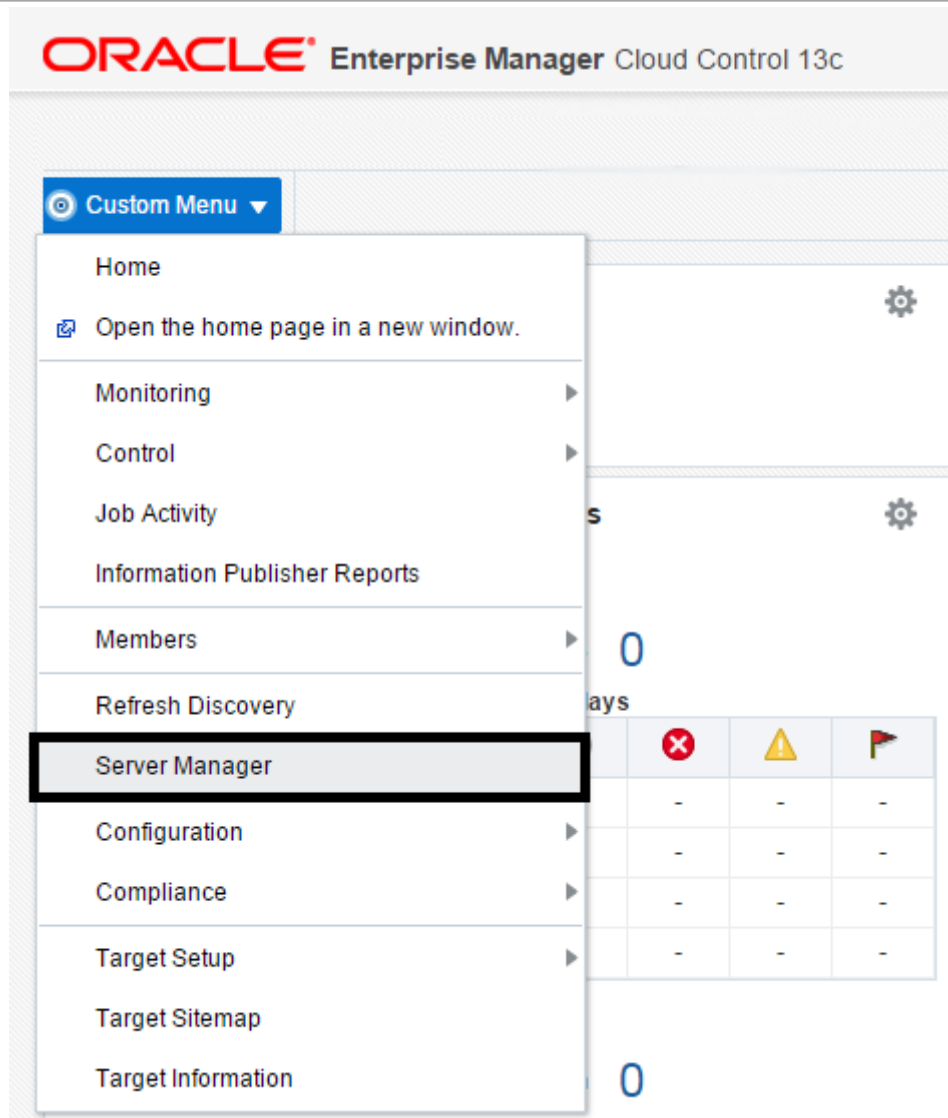 ORACLE Enterprise Manager Cloud Control 13c
Custom Menu
Home
Open the home page in a new window.
Monitoring
Control
Job Activity
s
Information Publisher Reports
Members
0
Refresh Discovery
ays
Server Manager
- - -
Configuration
- - -
Compliance
- - -
Target Setup
- - -
Target Sitemap
Target Information
0